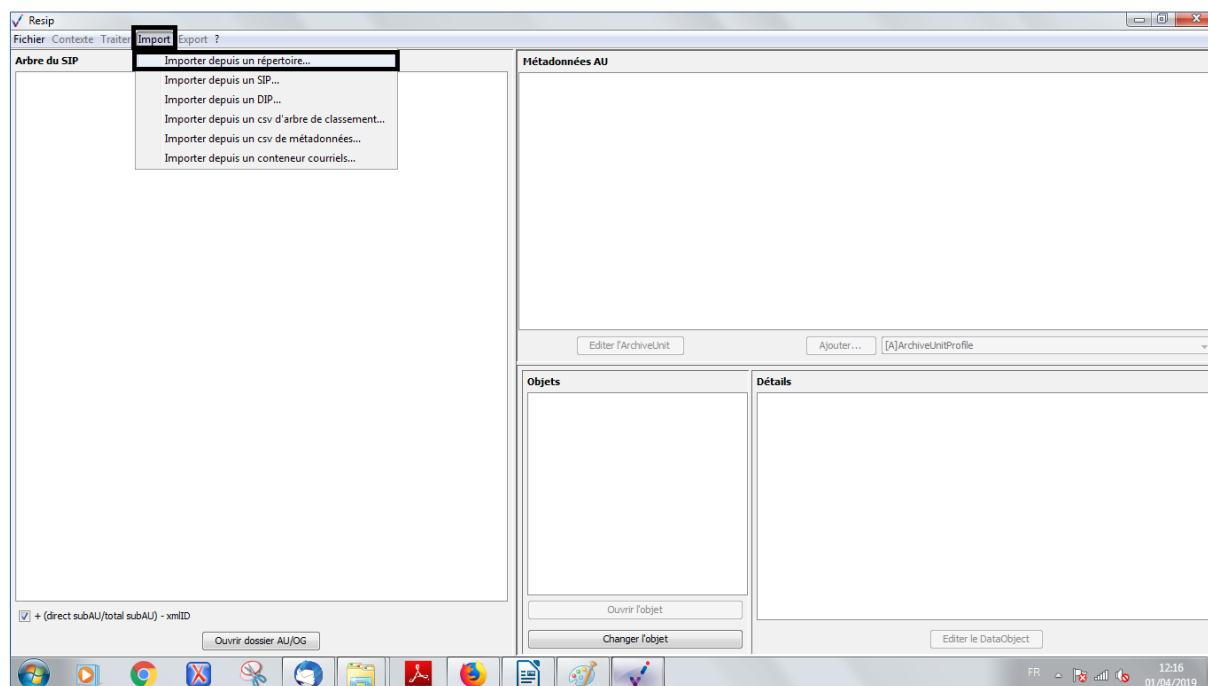 Resip
Fichier Contexte Traiter Import Export ?
Arbre du SIP
Importer depuis un répertoire...
Importer depuis un SIP...
Importer depuis un DIP...
Importer depuis un csv d'arbre de classement...
Importer depuis un csv de métadonnées...
Importer depuis un conteneur courriels...
Métadonnées AU
Editer l'ArchiveUnit
Ajouter...
[A]ArchiveUnitProfile
Objets
Détails
+ (direct subAU/total subAU) - xmlID
Ouvrir dossier AU/OG
Ouvrir l'objet
Changer l'objet
Editer le DataObject
FR
12:16
01/04/2019